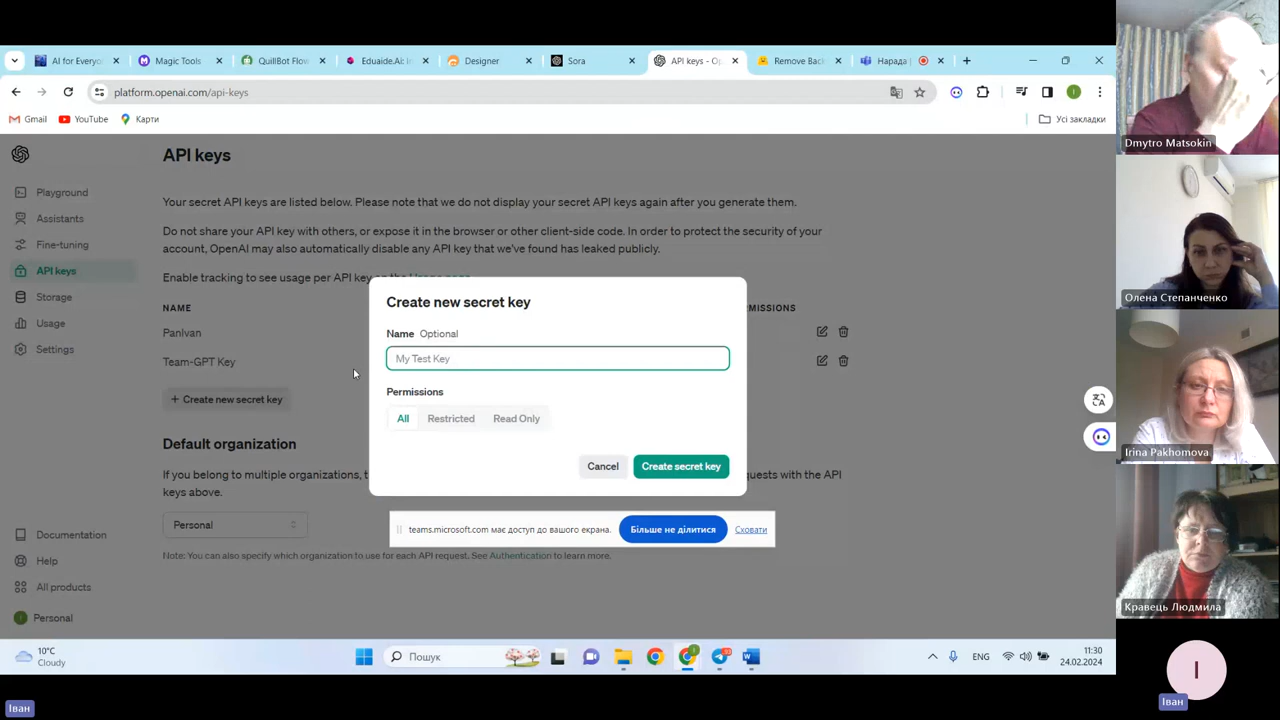 AI for Everyo
Magic Tools
QuillBot Flow
Eduaide.Ai: In
Designer
Sora
API keys - Op
Remove Back
Нарада
platform.openai.com/api-keys
Gmail
YouTube
Карти
Усі закладки
API keys
Your secret API keys are listed below. Please note that we do not display your secret API keys again after you generate them.
Do not share your API key with others, or expose it in the browser or other client-side code. In order to protect the security of your
account, OpenAI may also automatically disable any API key that we've found has leaked publicly.
Enable tracking to see usage per API key on the Usage page.
Playground
Assistants
Fine-tuning
API keys
Storage
Usage
Settings
NAME
PERMISSIONS
PanIvan
Team-GPT Key
+ Create new secret key
Default organization
If you belong to multiple organizations, t
quests with the API
keys above.
Personal
Note: You can also specify which organization to use for each API request. See Authentication to learn more.
Create new secret key
Name Optional
My Test Key
Permissions
All Restricted Read Only
Cancel
Create secret key
teams.microsoft.com має доступ до вашого екрана.
Більше не ділитися
Сховати
Documentation
Help
All products
Personal
10°C
Cloudy
Пошук
ENG
11:30
24.02.2024
Іван
Dmytro Matsokin
Олена Степанченко
Irina Pakhomova
Кравець Людмила
І
Іван